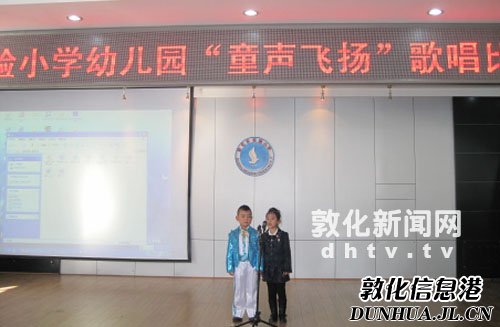 验小学幼儿园“童声飞扬”歌唱比
敦化新闻网
dhtv.tv
敦化信息港
DUNHUA.JL.CN